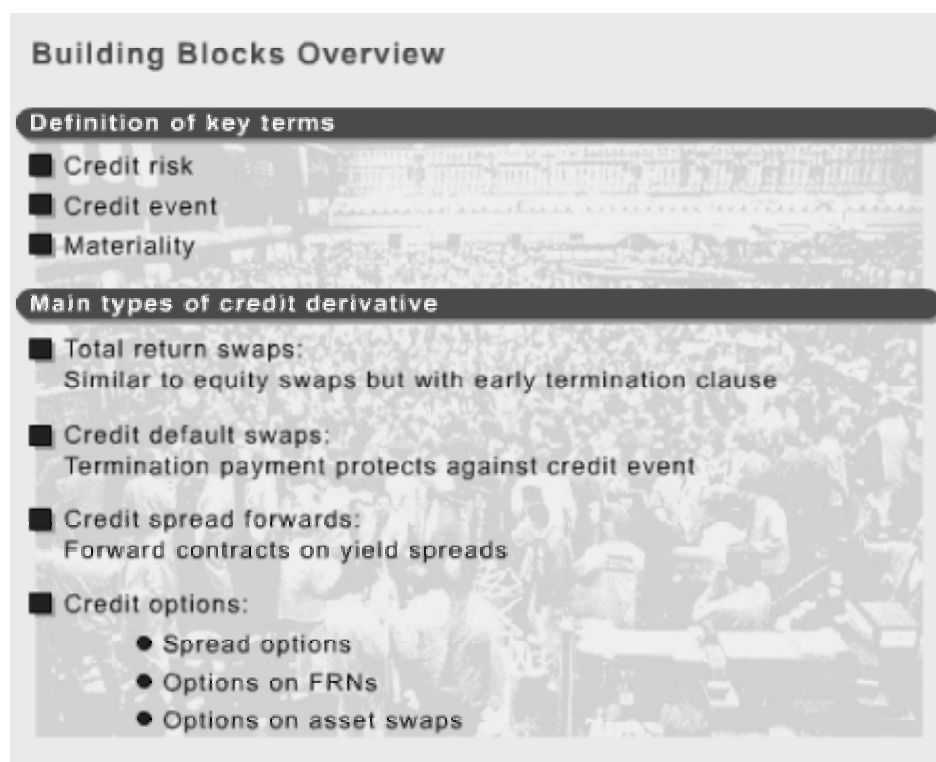 Building Blocks Overview
Definition of key terms
Credit risk
Credit event
Materiality
Main types of credit derivative
Total return swaps:
Similar to equity swaps but with early termination clause
Credit default swaps:
Termination payment protects against credit event
Credit spread forwards:
Forward contracts on yield spreads
Credit options:
Spread options
Options on FRNs
Options on asset swaps